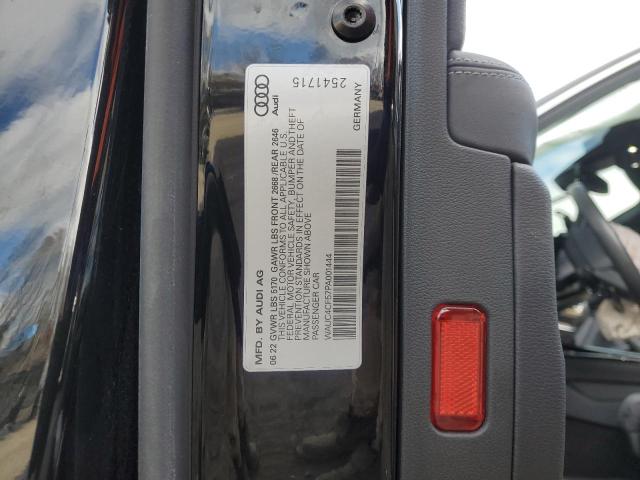 MFD. BY AUDI AG
06.22 GVWR LBS 5170 GAWR LBS FRONT 2668/REAR 2646
THIS VEHICLE CONFORMS TO ALL APPLICABLE U.S.
FEDERAL MOTOR VEHICLE SAFETY, BUMPER AND THEFT
PREVENTION STANDARDS IN EFFECT ON THE DATE OF
MANUFACTURE SHOWN ABOVE
PASSENGER CAR
WAUC4CF57PA001444
Audi
2541715
GERMANY